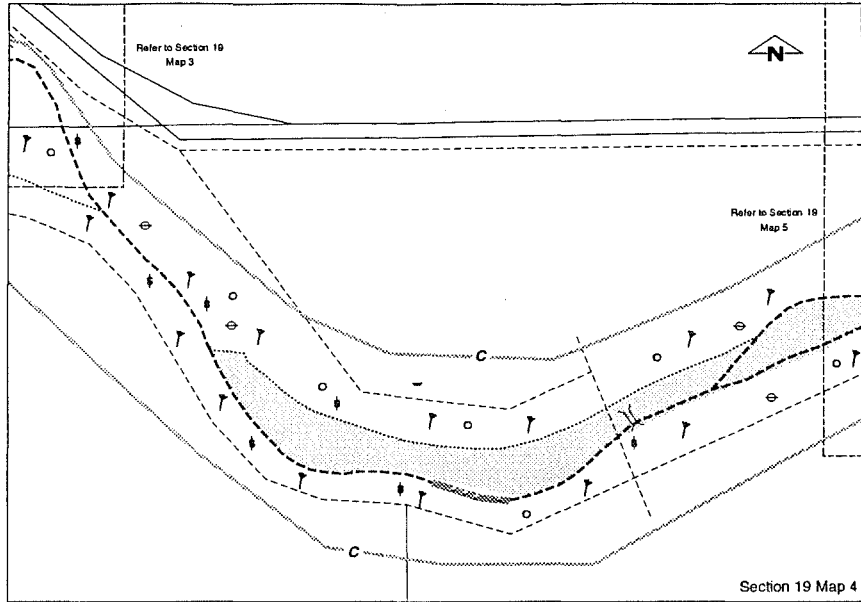 Refer to Section 19
Map 3
N
Refer to Section 19
Map 5
C
C
Section 19 Map 4